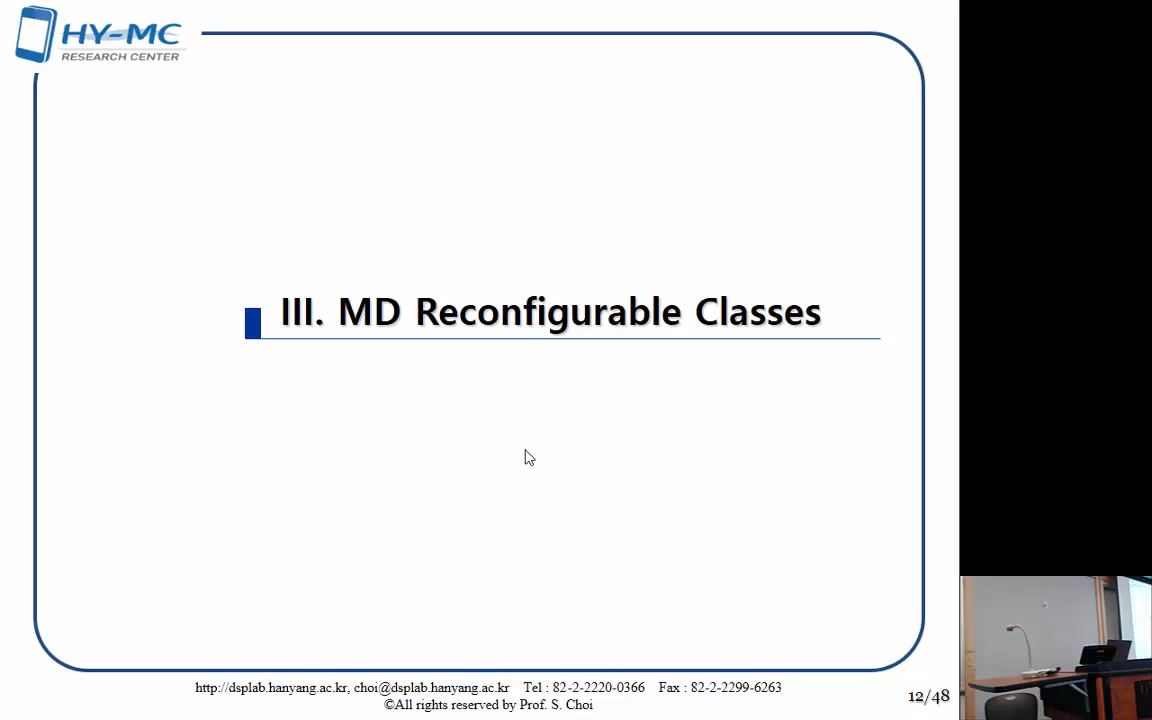 HY-MC
RESEARCH CENTER
III. MD Reconfigurable Classes
http://dsplab.hanyang.ac.kr, choi@dsplab.hanyang.ac.kr Tel : 82-2-2220-0366 Fax : 82-2-2299-6263
©All rights reserved by Prof. S. Choi
12/48